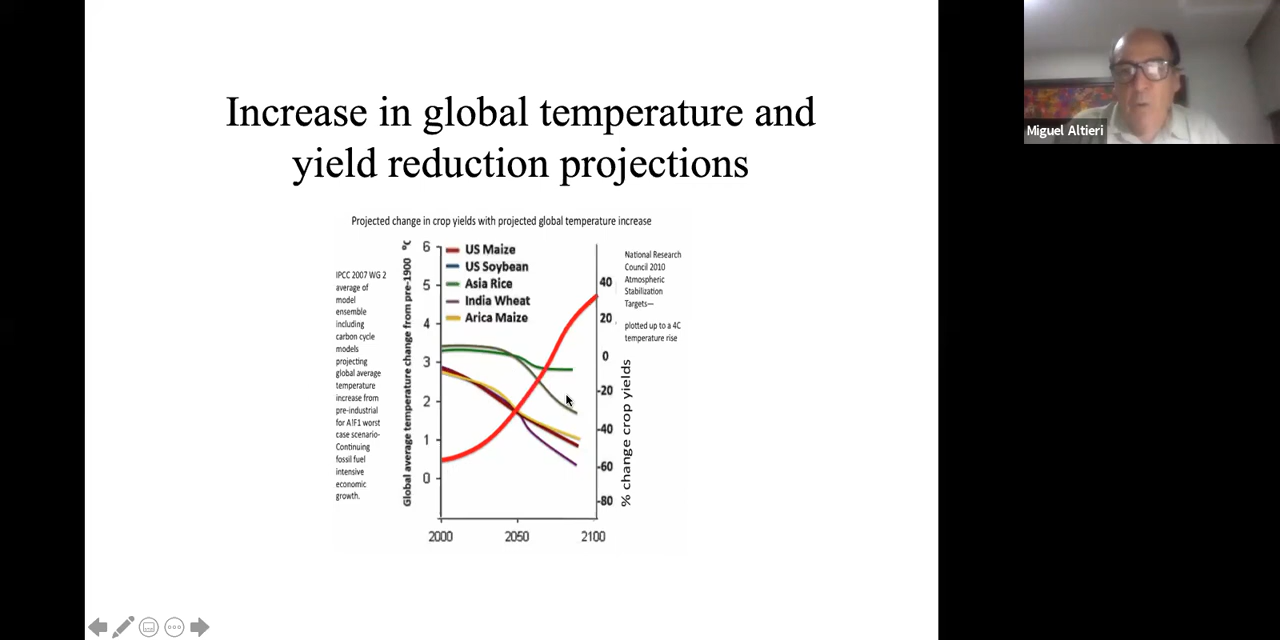 Increase in global temperature and
yield reduction projections
Miguel Altieri
Projected change in crop yields with projected global temperature increase
IPCC 2007 WG 2
average of
model
ensemble
including
carbon cycle
models
projecting
global average
temperature
increase from
pre-industrial
for A1F1 worst
case scenario-
Continuing
fossil fuel
intensive
economic
growth.
Global average temperature change from pre-1900 °C
6
5
4
3
2
1
0
US Maize
US Soybean
Asia Rice
India Wheat
Arica Maize
40
20
0
-20
-40
-60
-80
% change crop yields
National Research
Council 2010
Atmospheric
Stabilization
Targets—
plotted up to a 4C
temperature rise
2000
2050
2100